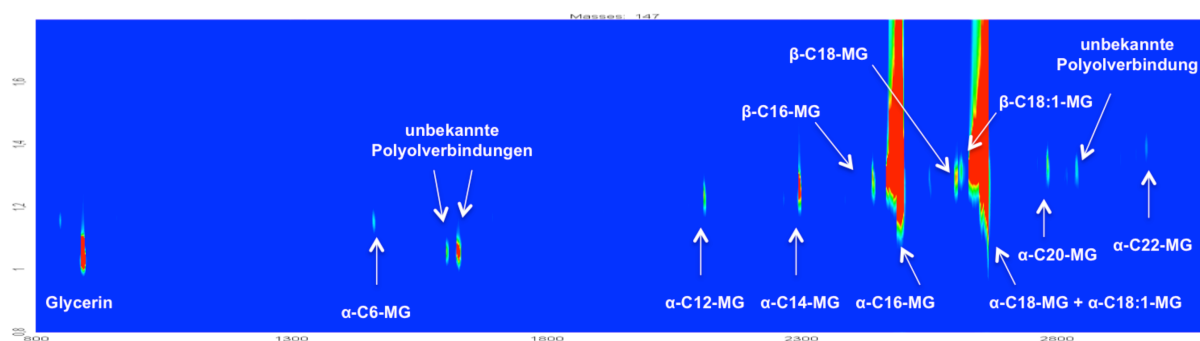 Masses: 147
unbekannte
Polyolverbindung
β-C18-MG
β-C18:1-MG
β-C16-MG
unbekannte
Polyolverbindungen
1,6
1,4
1,2
1
0,8
Glycerin
α-C6-MG
α-C12-MG
α-C14-MG
α-C16-MG
α-C18-MG + α-C18:1-MG
α-C20-MG
α-C22-MG
800
1300
1800
2300
2800